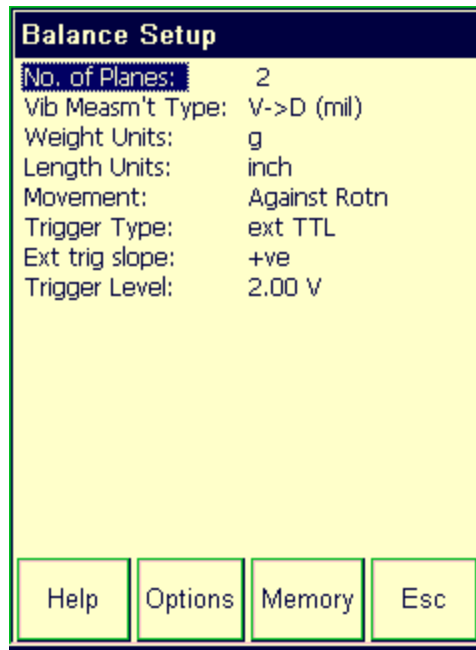 Balance Setup
No. of Planes: 2
Vib Measm't Type: V->D (mil)
Weight Units: g
Length Units: inch
Movement: Against Rotn
Trigger Type: ext TTL
Ext trig slope: +ve
Trigger Level: 2.00 V
Help Options Memory Esc